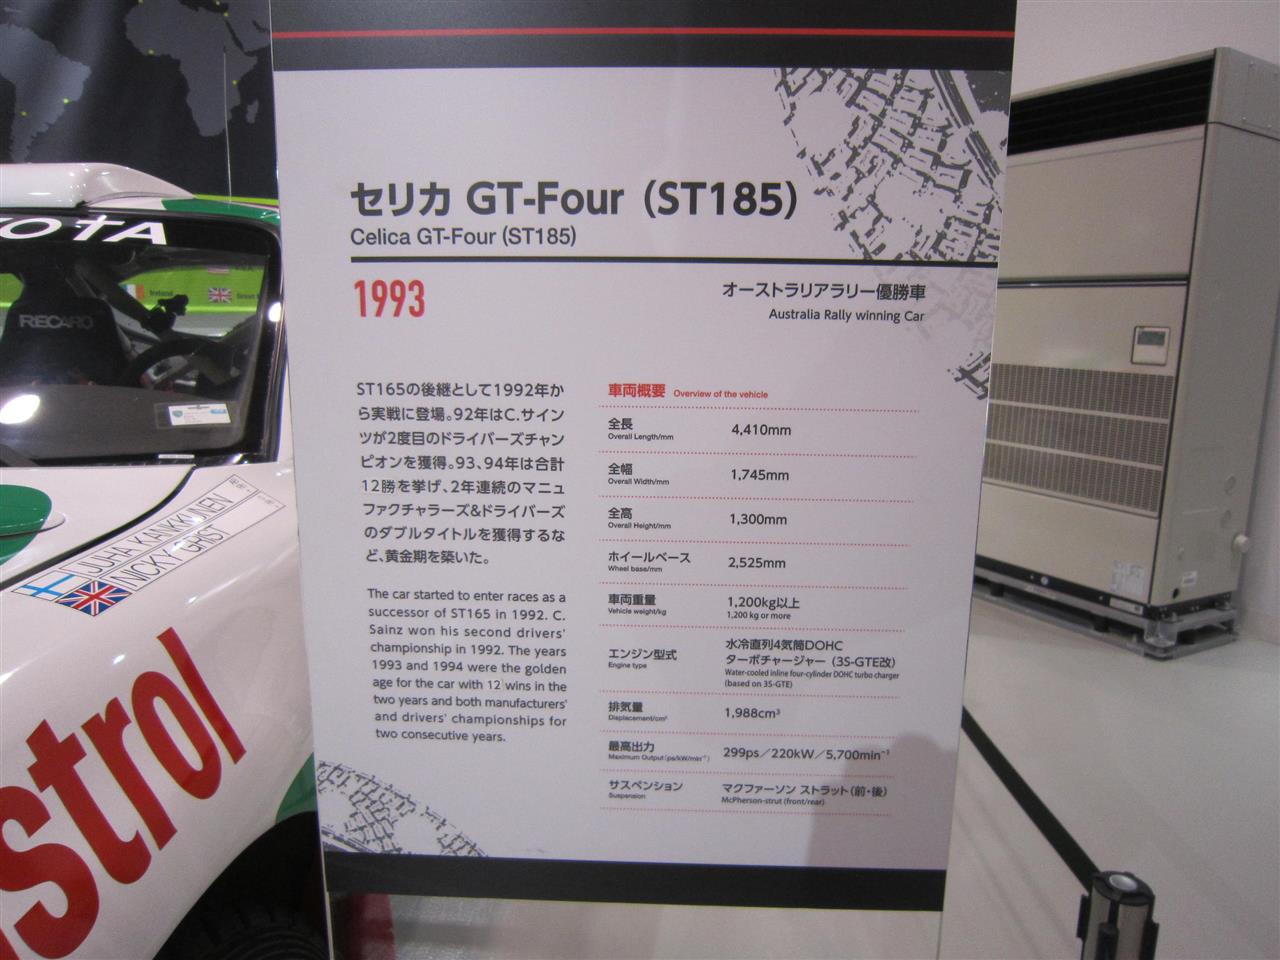 セリカ GT-Four (ST185)
Celica GT-Four (ST185)
1993
オーストラリアラリー優勝車
Australia Rally winning Car
ST165の後継として1992年か
ら実戦に登場。92年はC.サイン
ツが2度目のドライバーズチャン
ピオンを獲得。93、94年は合計
12勝を挙げ、2年連続のマニュ
ファクチャラーズ&ドライバーズ
のダブルタイトルを獲得するな
ど、黄金期を築いた。
The car started to enter races as a
successor of ST165 in 1992. C.
Sainz won his second drivers'
championship in 1992. The years
1993 and 1994 were the golden
age for the car with 12 wins in the
two years and both manufacturers'
and drivers' championships for
two consecutive years.
車両概要 Overview of the vehicle
全長 4,410mm
Overall Length/mm
全幅 1,745mm
Overall Width/mm
全高 1,300mm
Overall Height/mm
ホイールベース 2,525mm
Wheel base/mm
車両重量 1,200kg以上
Vehicle weight/kg 1,200 kg or more
エンジン型式 水冷直列4気筒DOHC
ターボチャージャー（3S-GTE改）
Engine type Water-cooled inline four-cylinder DOHC turbo charger
(based on 3S-GTE)
排気量 1,988cm³
Displacement/cm³
最高出力 299ps／220kW／5,700min⁻¹
Maximum Output (ps/kW/min⁻¹)
サスペンション マクファーソン ストラット（前・後）
Suspension McPherson-strut (front/rear)
OTA
RECARO
Ireland
JUHA KANKKUNEN
NICKY GRIST
strol